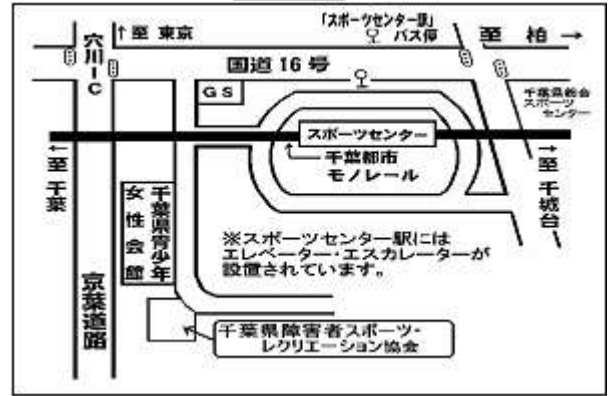 「スポーツセンター駅」
バス停
↑至 東京
至 柏 →
穴川IC
国道16号
GS
千葉県総合
スポーツ
センター
スポーツセンター
千葉都市
モノレール
←至 千葉
→至 千城台
千葉県青少年
女性会館
※スポーツセンター駅には
エレベーター・エスカレーターが
設置されています。
京葉道路
千葉県障害者スポーツ・
レクリエーション協会